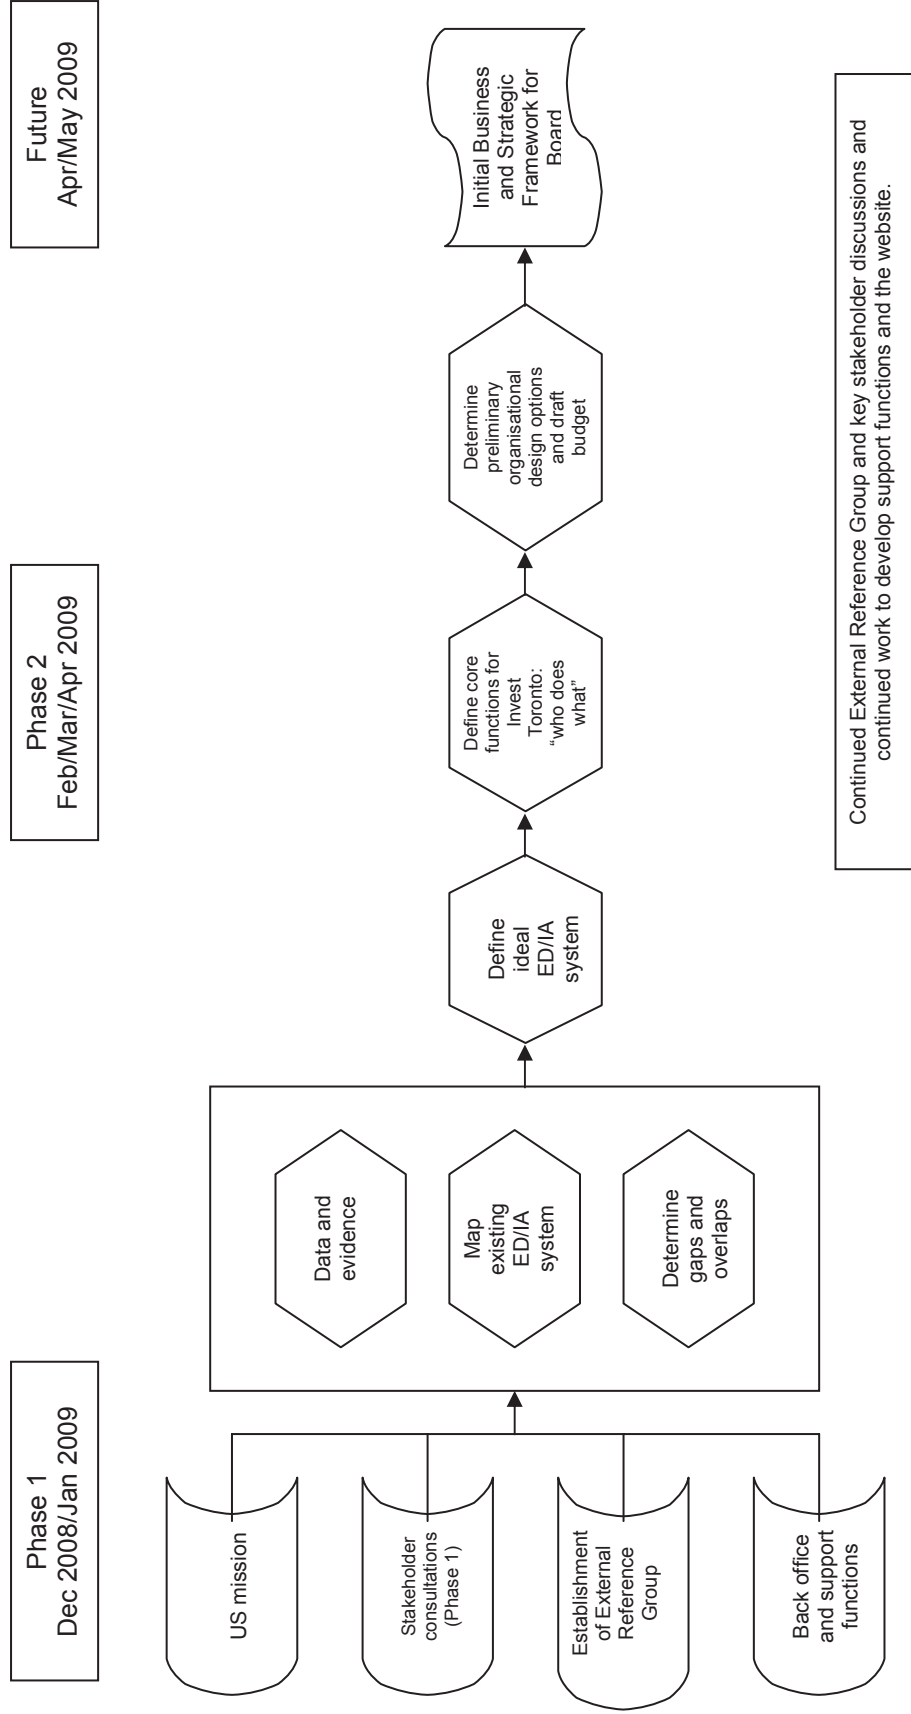 Phase 1
Dec 2008/Jan 2009
Phase 2
Feb/Mar/Apr 2009
Future
Apr/May 2009
US mission
Stakeholder
consultations
(Phase 1)
Establishment
of External
Reference
Group
Back office
and support
functions
Data and
evidence
Map
existing
ED/IA
system
Determine
gaps and
overlaps
Define
ideal
ED/IA
system
Define core
functions for
Invest
Toronto:
“who does
what”
Determine
preliminary
organisational
design options
and draft
budget
Initial Business
and Strategic
Framework for
Board
Continued External Reference Group and key stakeholder discussions and
continued work to develop support functions and the website.